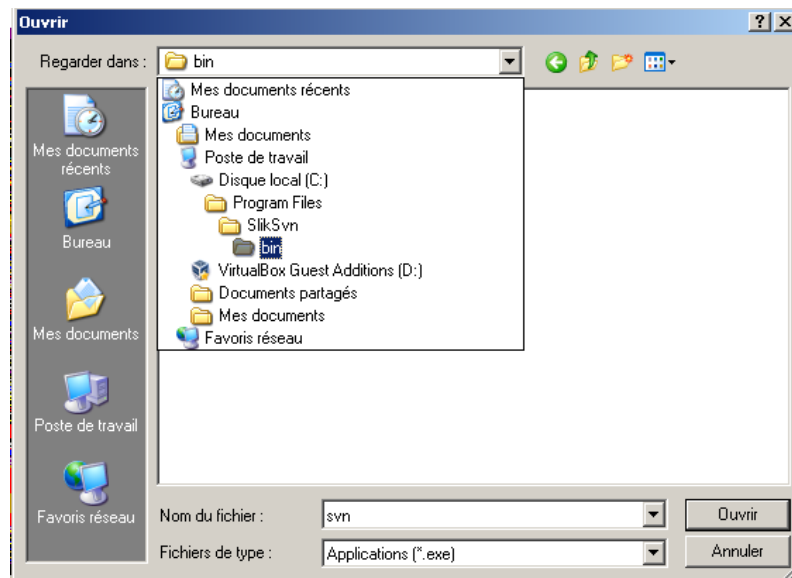 Ouvrir
Regarder dans :
bin
Mes documents récents
Bureau
Mes documents
Poste de travail
Disque local (C:)
Program Files
SlikSvn
bin
VirtualBox Guest Additions (D:)
Documents partagés
Mes documents
Favoris réseau
Mes documents
récents
Bureau
Mes documents
Poste de travail
Favoris réseau
Nom du fichier :
svn
Ouvrir
Fichiers de type :
Applications (*.exe)
Annuler